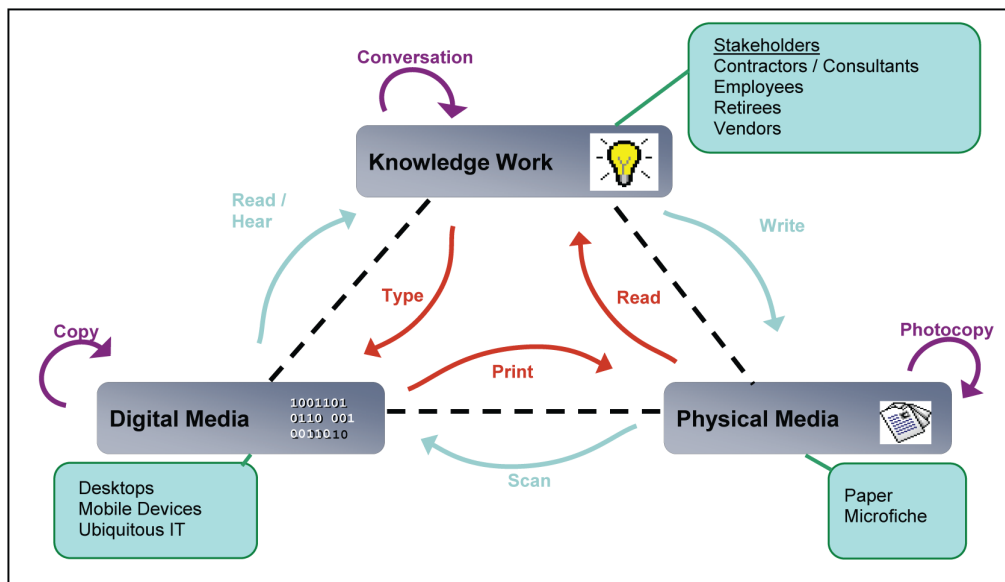 Conversation
Stakeholders
Contractors / Consultants
Employees
Retirees
Vendors
Knowledge Work
Read /
Hear
Write
Type
Read
Copy
Photocopy
Print
Digital Media
1001101
0110 001
0011010
Physical Media
Scan
Desktops
Mobile Devices
Ubiquitous IT
Paper
Microfiche